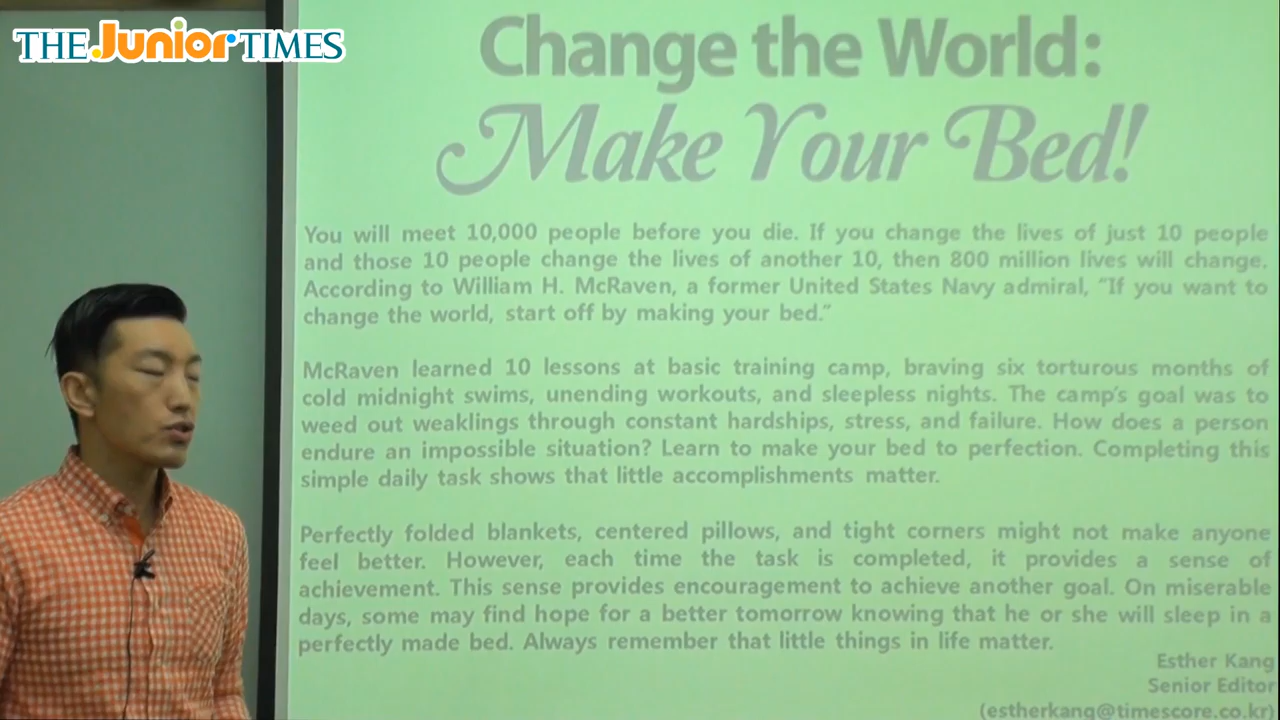 THE Junior TIMES
Change the World:
Make Your Bed!
You will meet 10,000 people before you die. If you change the lives of just 10 people
and those 10 people change the lives of another 10, then 800 million lives will change.
According to William H. McRaven, a former United States Navy admiral, “If you want to
change the world, start off by making your bed.”
McRaven learned 10 lessons at basic training camp, braving six torturous months of
cold midnight swims, unending workouts, and sleepless nights. The camp’s goal was to
weed out weaklings through constant hardships, stress, and failure. How does a person
endure an impossible situation? Learn to make your bed to perfection. Completing this
simple daily task shows that little accomplishments matter.
Perfectly folded blankets, centered pillows, and tight corners might not make anyone
feel better. However, each time the task is completed, it provides a sense of
achievement. This sense provides encouragement to achieve another goal. On miserable
days, some may find hope for a better tomorrow knowing that he or she will sleep in a
perfectly made bed. Always remember that little things in life matter.
Esther Kang
Senior Editor
(estherkang@timescore.co.kr)